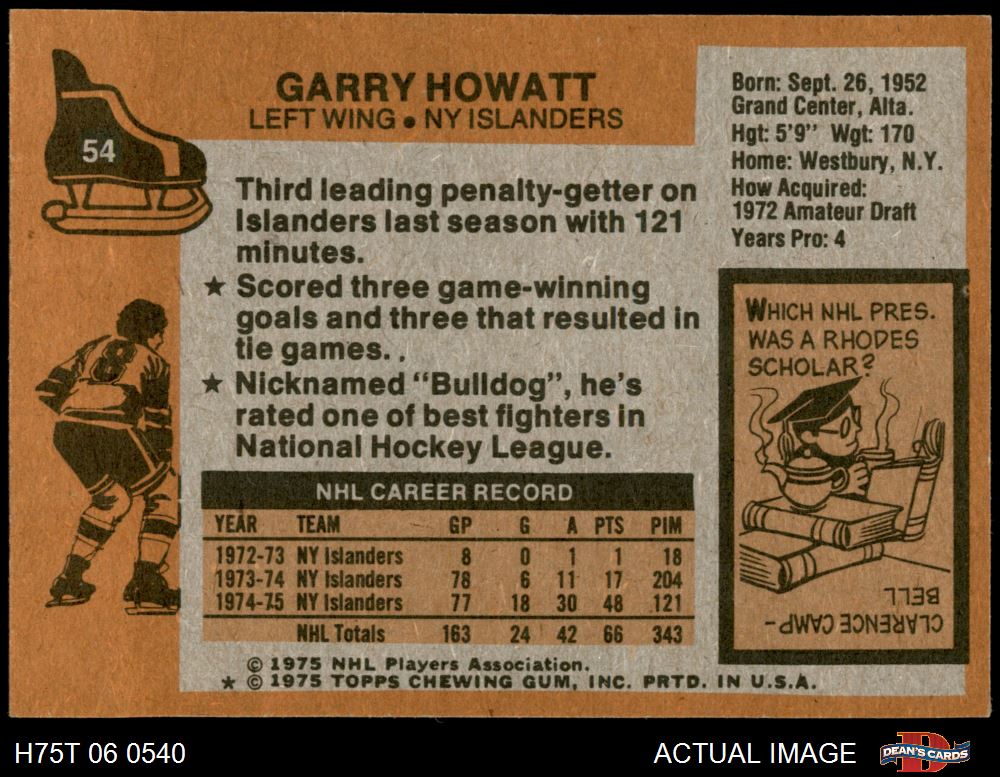 54
GARRY HOWATT
LEFT WING • NY ISLANDERS
Born: Sept. 26, 1952
Grand Center, Alta.
Hgt: 5'9" Wgt: 170
Home: Westbury, N.Y.
How Acquired:
1972 Amateur Draft
Years Pro: 4
Third leading penalty-getter on
Islanders last season with 121
minutes.
★ Scored three game-winning
goals and three that resulted in
tie games. .
★ Nicknamed "Bulldog", he's
rated one of best fighters in
National Hockey League.
8
WHICH NHL PRES.
WAS A RHODES
SCHOLAR?
CLARENCE CAMP-
BELL
NHL CAREER RECORD
YEAR TEAM GP G A PTS PIM
1972-73 NY Islanders 8 0 1 1 18
1973-74 NY Islanders 78 6 11 17 204
1974-75 NY Islanders 77 18 30 48 121
NHL Totals 163 24 42 66 343
© 1975 NHL Players Association.
★ © 1975 TOPPS CHEWING GUM, INC. PRTD. IN U.S.A.
H75T 06 0540
ACTUAL IMAGE
D
DEAN'S CARDS